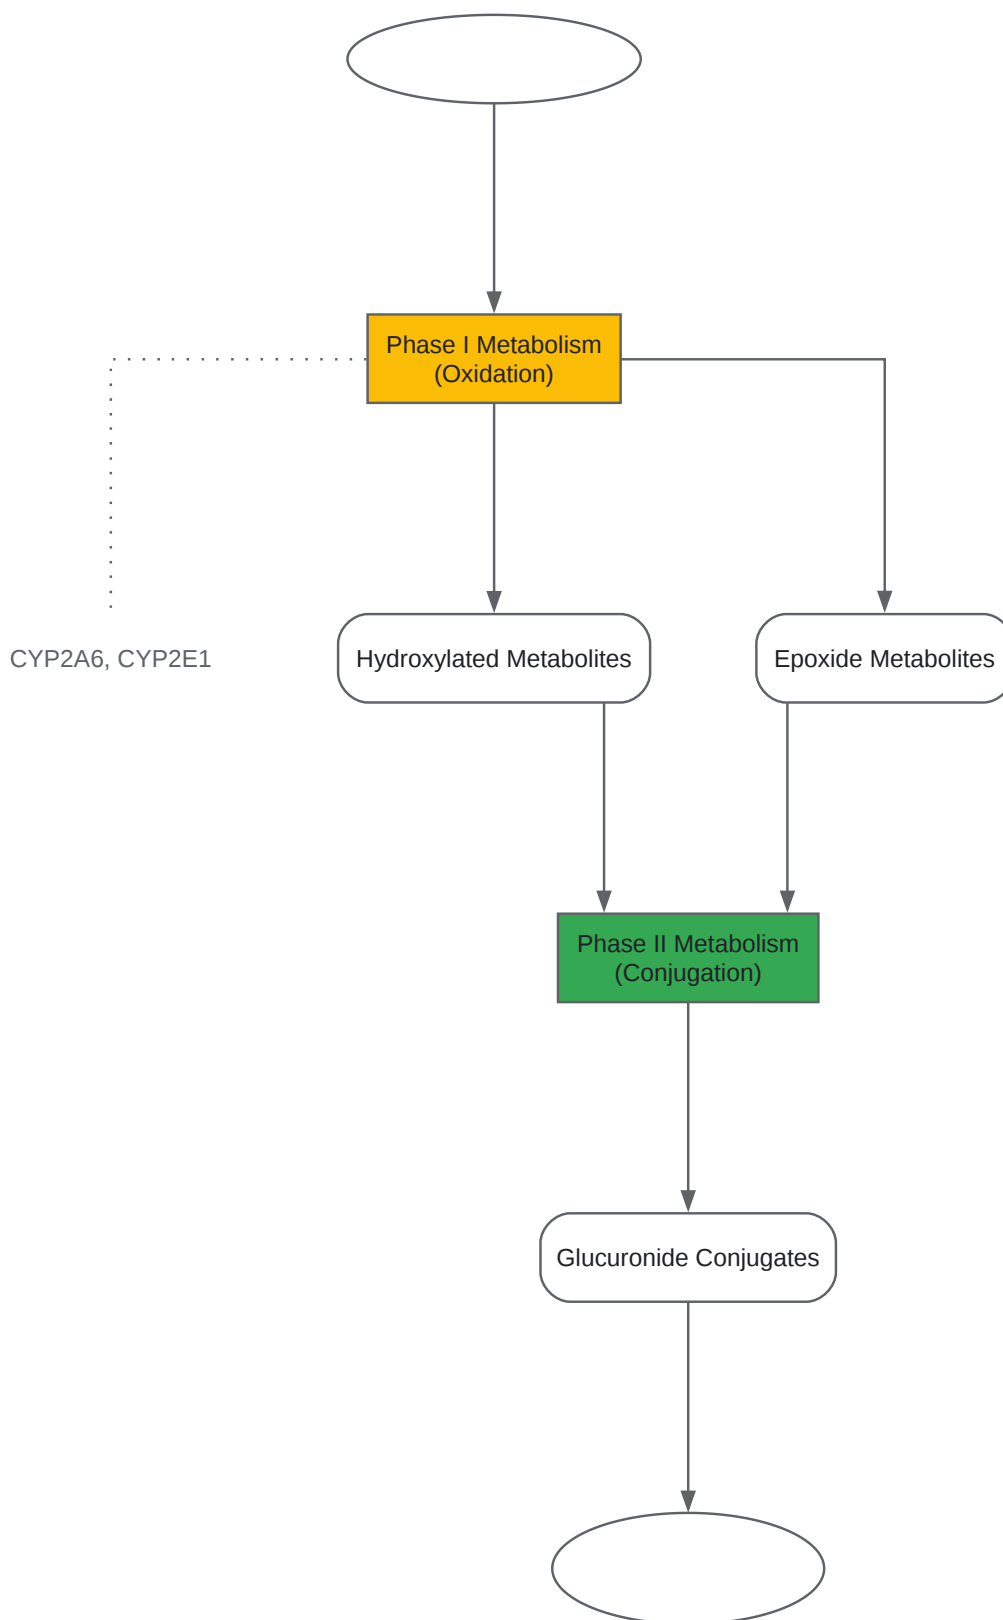 Phase I Metabolism
(Oxidation)
CYP2A6, CYP2E1
Hydroxylated Metabolites
Epoxide Metabolites
Phase II Metabolism
(Conjugation)
Glucuronide Conjugates